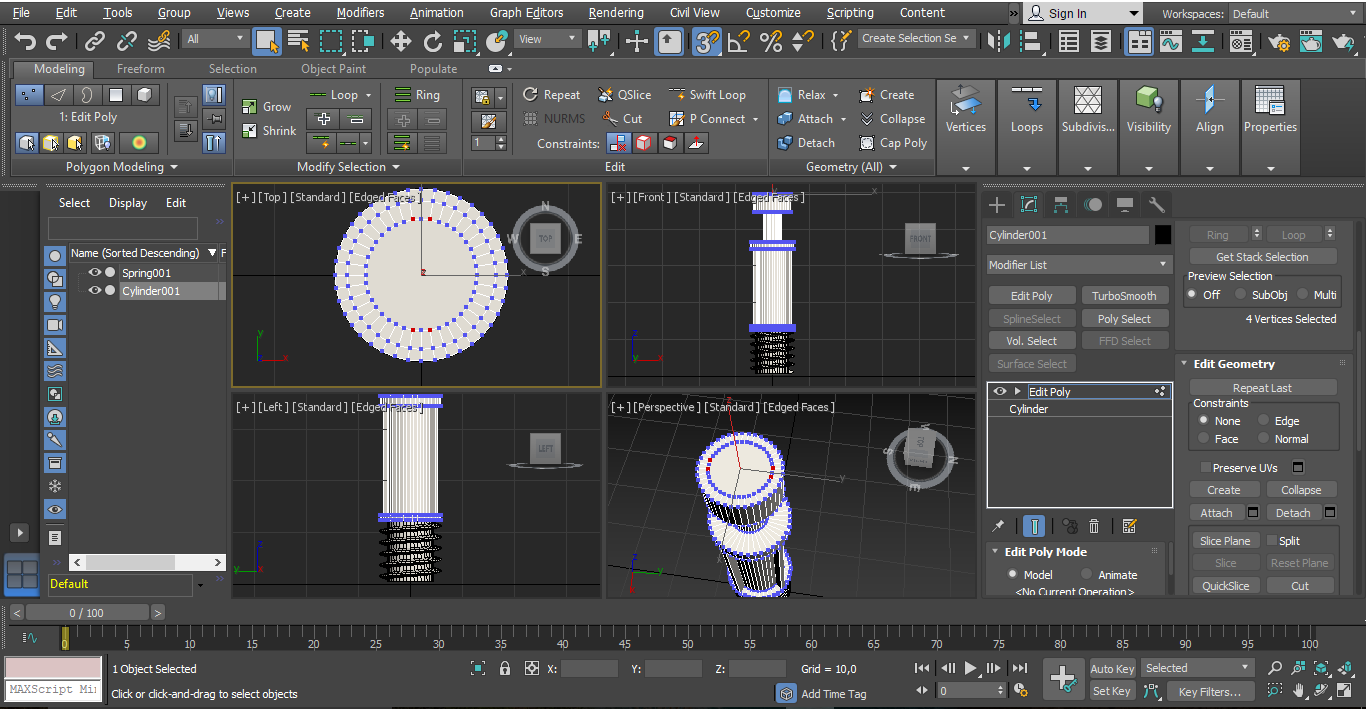 File Edit Tools Group Views Create Modifiers Animation Graph Editors Rendering Civil View Customize Scripting Content » Sign In Workspaces: Default
All View 3 Create Selection Se
Modeling Freeform Selection Object Paint Populate
1: Edit Poly
Polygon Modeling
Grow
Shrink
Loop
Ring
Modify Selection
1
Repeat QSlice Swift Loop
NURMS Cut P Connect
Constraints:
Edit
Relax Create
Attach Collapse
Detach Cap Poly
Geometry (All)
Vertices Loops Subdivis... Visibility Align Properties
Select Display Edit
Name (Sorted Descending) F
Spring001
Cylinder001
Default
[+] [Top] [Standard] [Edged Faces]
N
W TOP E
S
x
y
z x
[+] [Front] [Standard] [Edged Faces]
x
FRONT
z
y x
[+] [Left] [Standard] [Edged Faces]
LEFT
z
y
[+] [Perspective] [Standard] [Edged Faces]
z
y
W
S TOP N
E
z
y
Cylinder001
Modifier List
Edit Poly TurboSmooth
SplineSelect Poly Select
Vol. Select FFD Select
Surface Select
Edit Poly
Cylinder
Edit Poly Mode
Model Animate
<No Current Operation>
Ring Loop
Get Stack Selection
Preview Selection
Off SubObj Multi
4 Vertices Selected
Edit Geometry
Repeat Last
Constraints
None Edge
Face Normal
Preserve UVs
Create Collapse
Attach Detach
Slice Plane Split
Slice Reset Plane
QuickSlice Cut
< 0 / 100 >
0 5 10 15 20 25 30 35 40 45 50 55 60 65 70 75 80 85 90 95 100
MAXScript Mi
1 Object Selected
Click or click-and-drag to select objects
X: Y: Z: Grid = 10,0
Add Time Tag
0
Auto Key Selected
Set Key Key Filters...